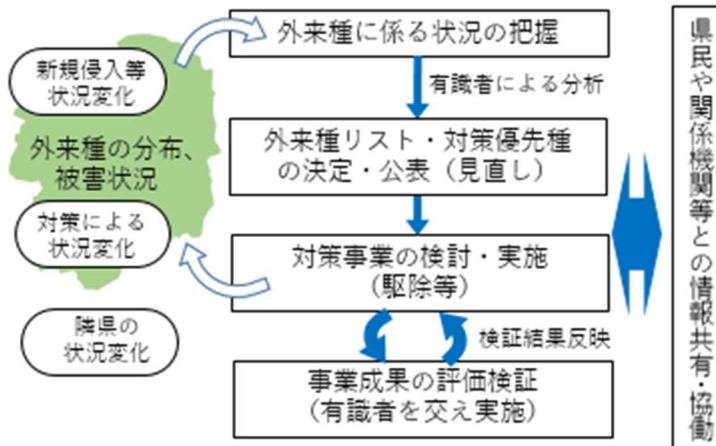 外来種に係る状況の把握
新規侵入等
状況変化
有識者による分析
外来種の分布、
被害状況
外来種リスト・対策優先種
の決定・公表（見直し）
対策による
状況変化
対策事業の検討・実施
（駆除等）
隣県の
状況変化
検証結果反映
事業成果の評価検証
（有識者を交え実施）
県民や関係機関等との情報共有・協働